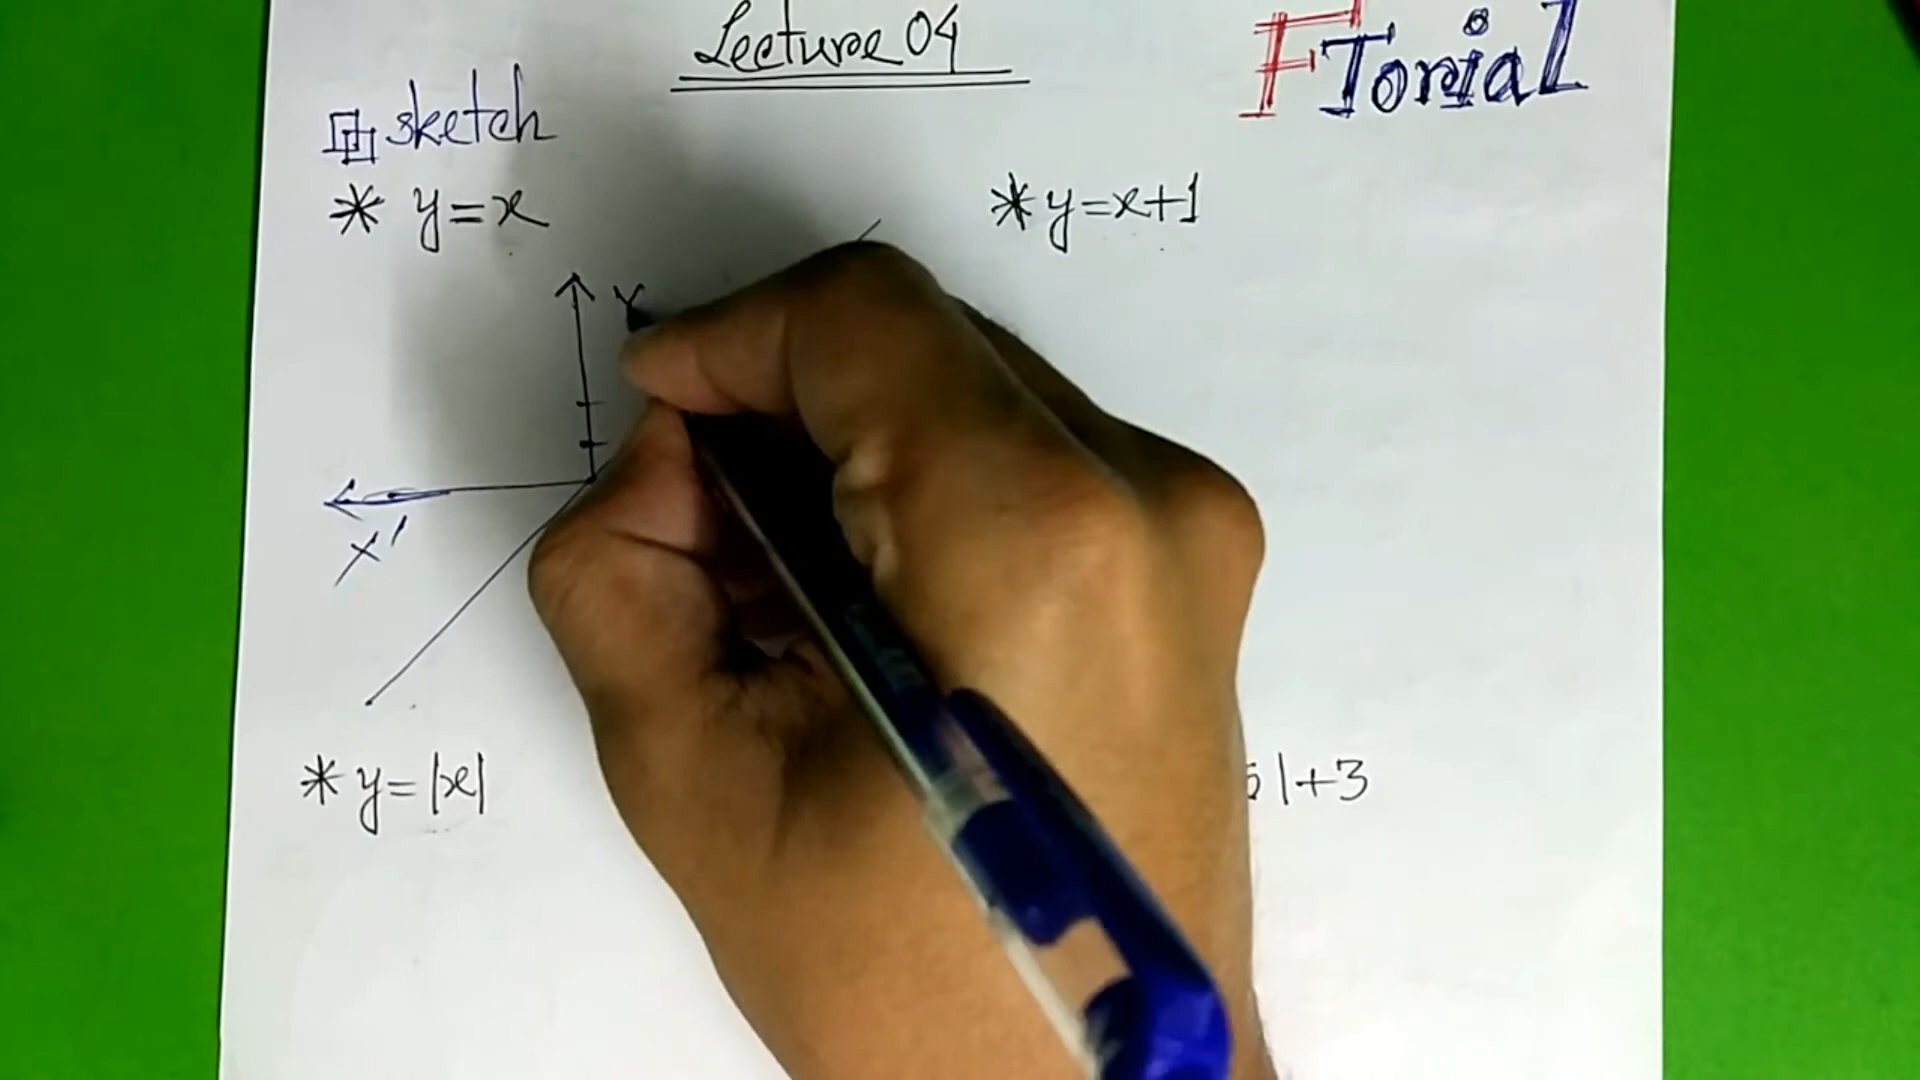 Lecture 04
FTorial
sketch
* y=x
* y=x+1
Y
X'
* y=|x|
|+3